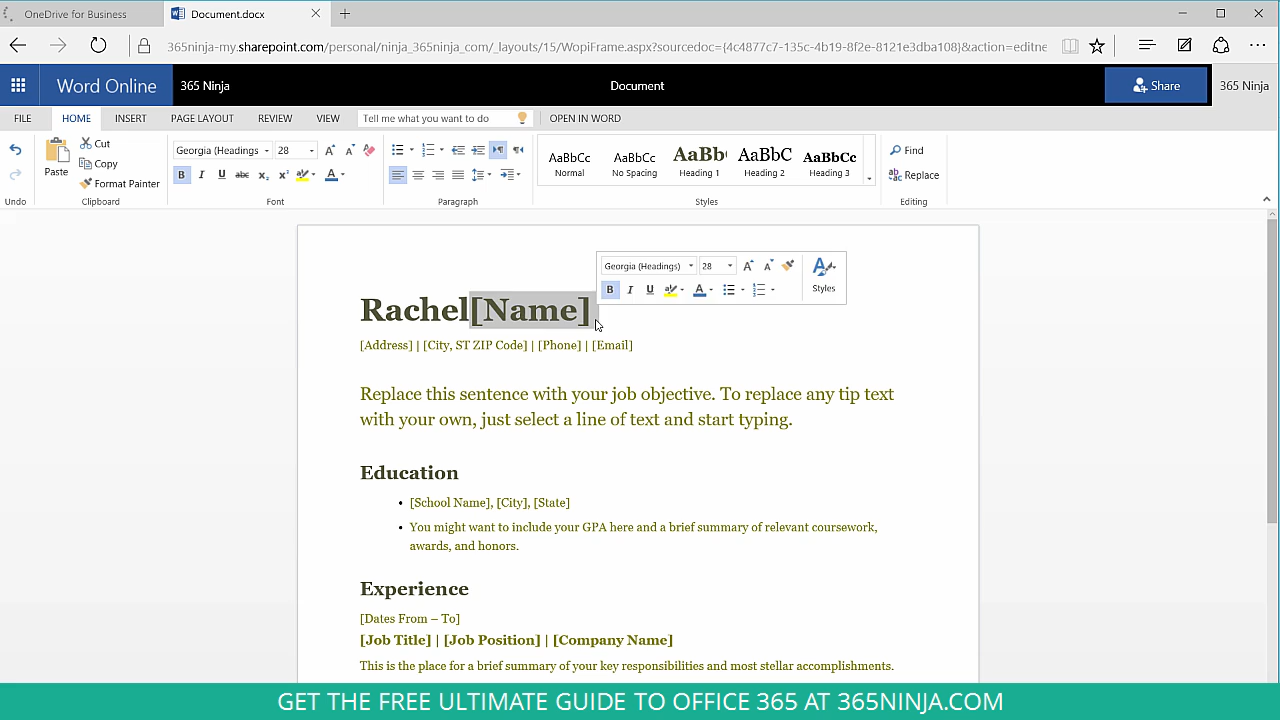 OneDrive for Business
Document.docx
365ninja-my.sharepoint.com/personal/ninja_365ninja_com/_layouts/15/WopiFrame.aspx?sourcedoc={4c4877c7-135c-4b19-8f2e-8121e3dba108}&action=editne
Word Online 365 Ninja Document Share 365 Ninja
FILE HOME INSERT PAGE LAYOUT REVIEW VIEW Tell me what you want to do OPEN IN WORD
Paste
Cut
Copy
Format Painter
Georgia (Headings 28
B I U abc x₂ x² A
AaBbCc AaBbCc AaBb AaBbC AaBbCc
Normal No Spacing Heading 1 Heading 2 Heading 3
Find
Replace
Undo Clipboard Font Paragraph Styles Editing
Georgia (Headings) 28
B I U A Styles
Rachel[Name]
[Address] | [City, ST ZIP Code] | [Phone] | [Email]
Replace this sentence with your job objective. To replace any tip text
with your own, just select a line of text and start typing.
Education
• [School Name], [City], [State]
• You might want to include your GPA here and a brief summary of relevant coursework,
awards, and honors.
Experience
[Dates From – To]
[Job Title] | [Job Position] | [Company Name]
This is the place for a brief summary of your key responsibilities and most stellar accomplishments.
GET THE FREE ULTIMATE GUIDE TO OFFICE 365 AT 365NINJA.COM